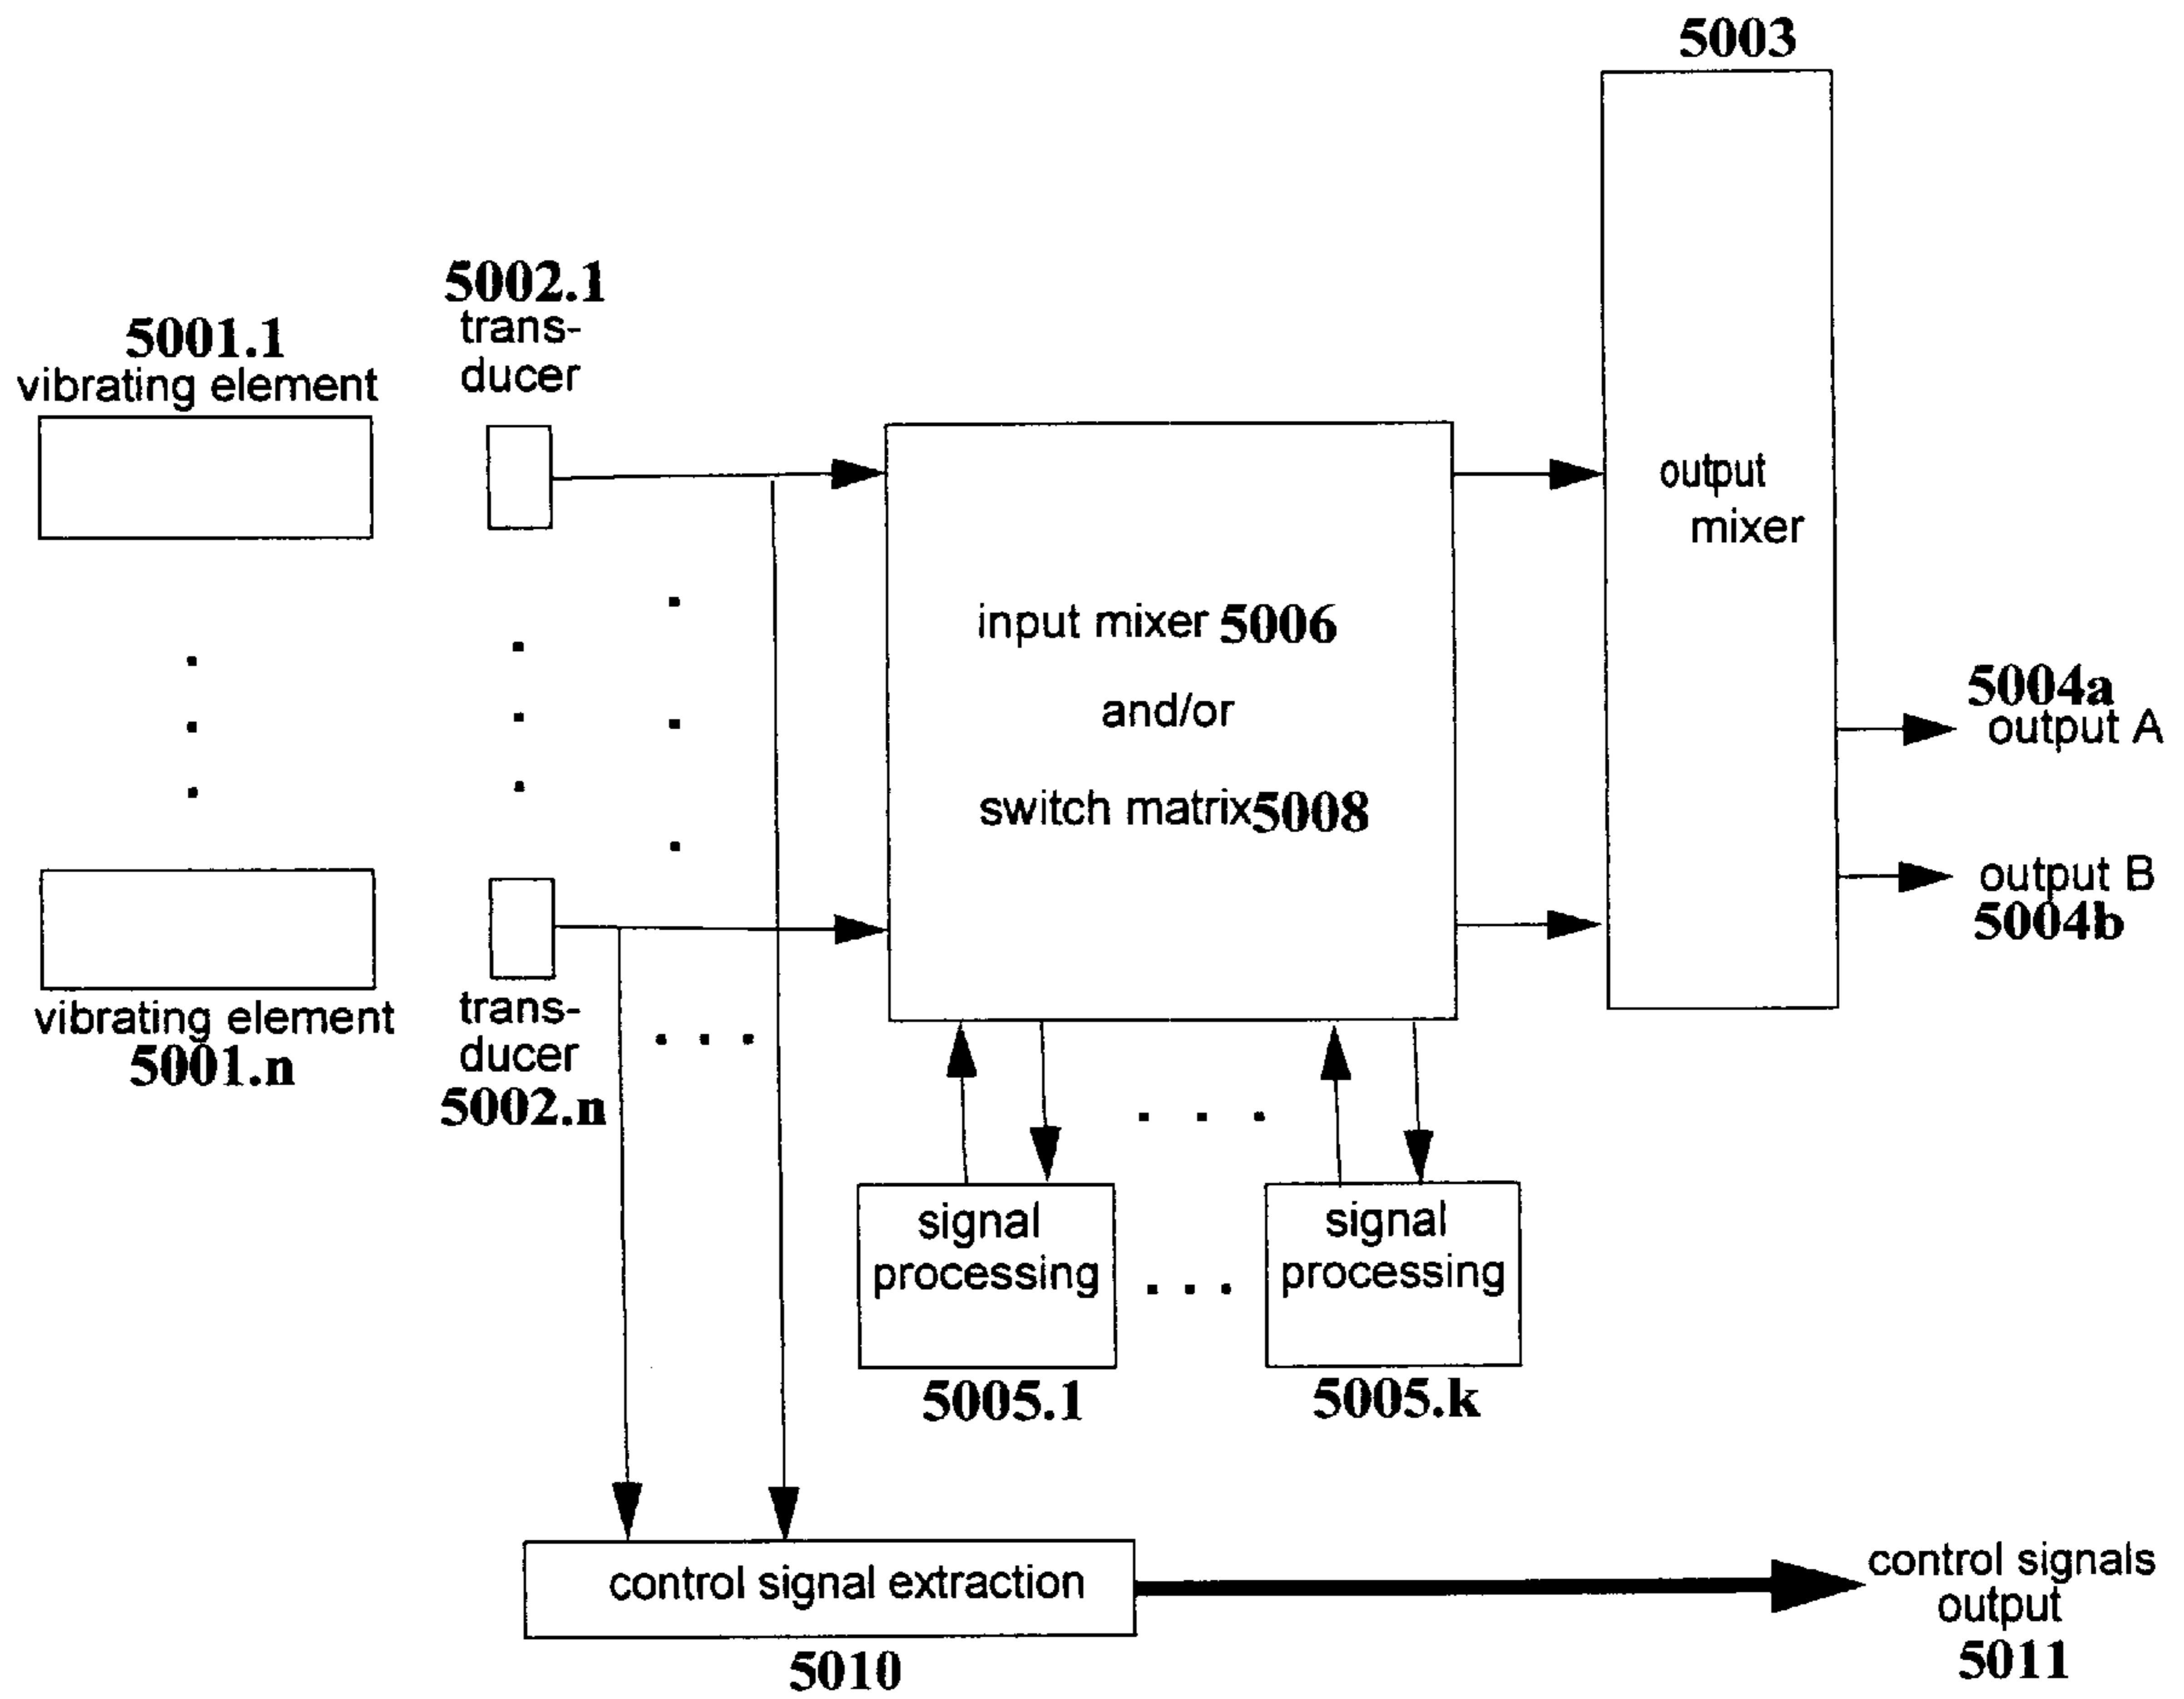 5003
5002.1
trans-
ducer
5001.1
vibrating element
output
mixer
input mixer 5006
and/or
switch matrix5008
5004a
output A
output B
5004b
vibrating element
5001.n
trans-
ducer
5002.n
signal
processing
5005.1
signal
processing
5005.k
control signal extraction
5010
control signals
output
5011